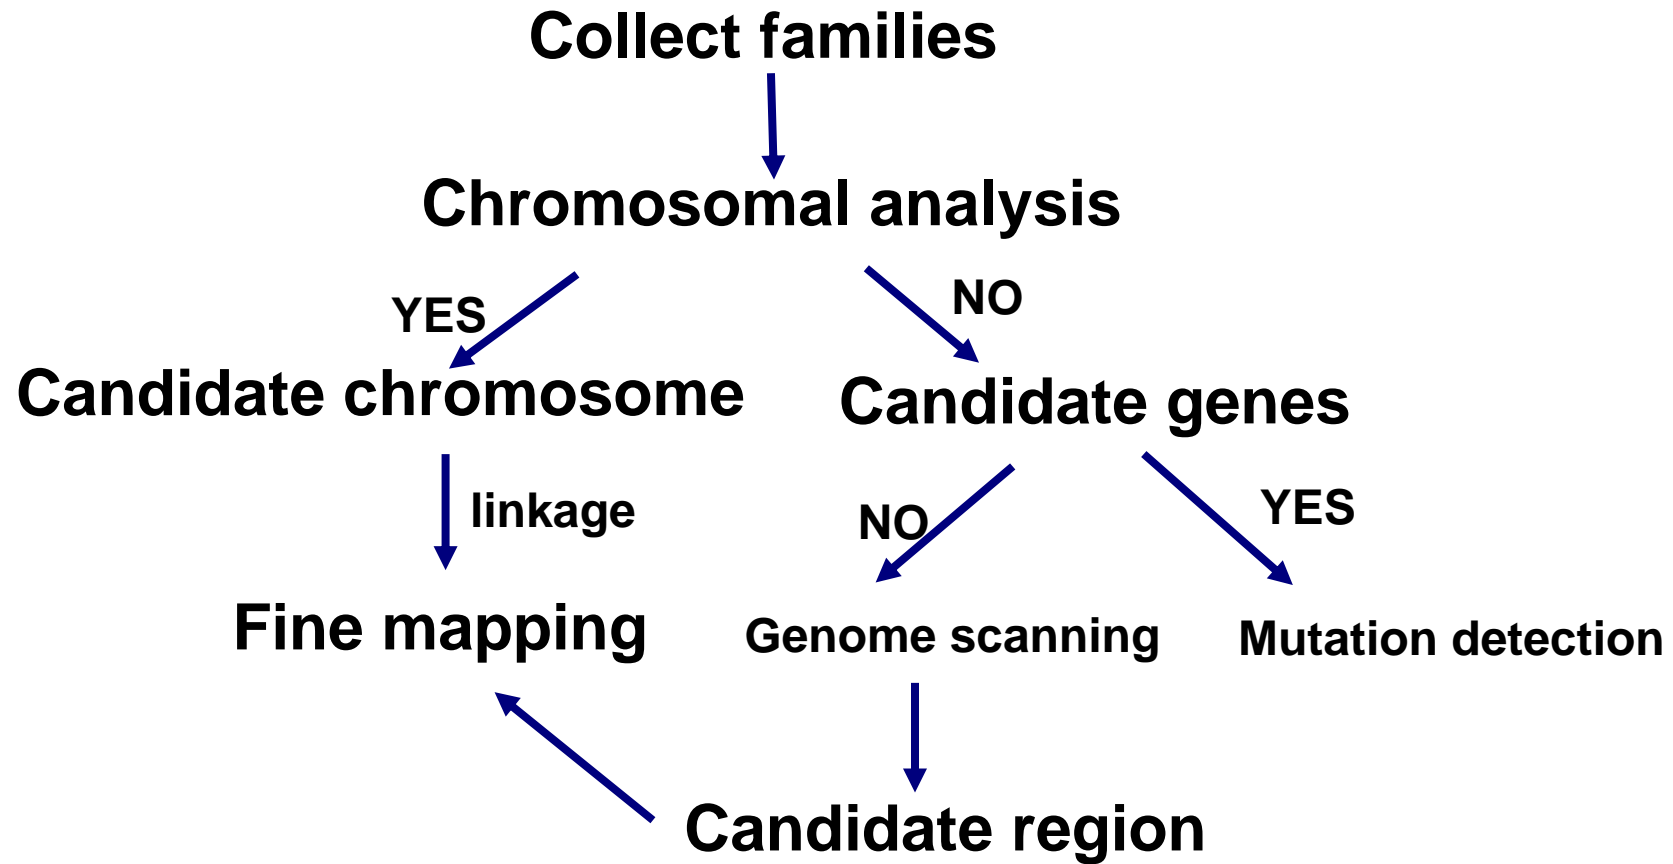 Collect families
Chromosomal analysis
YES
NO
Candidate chromosome
Candidate genes
linkage
NO
YES
Fine mapping
Genome scanning
Mutation detection
Candidate region